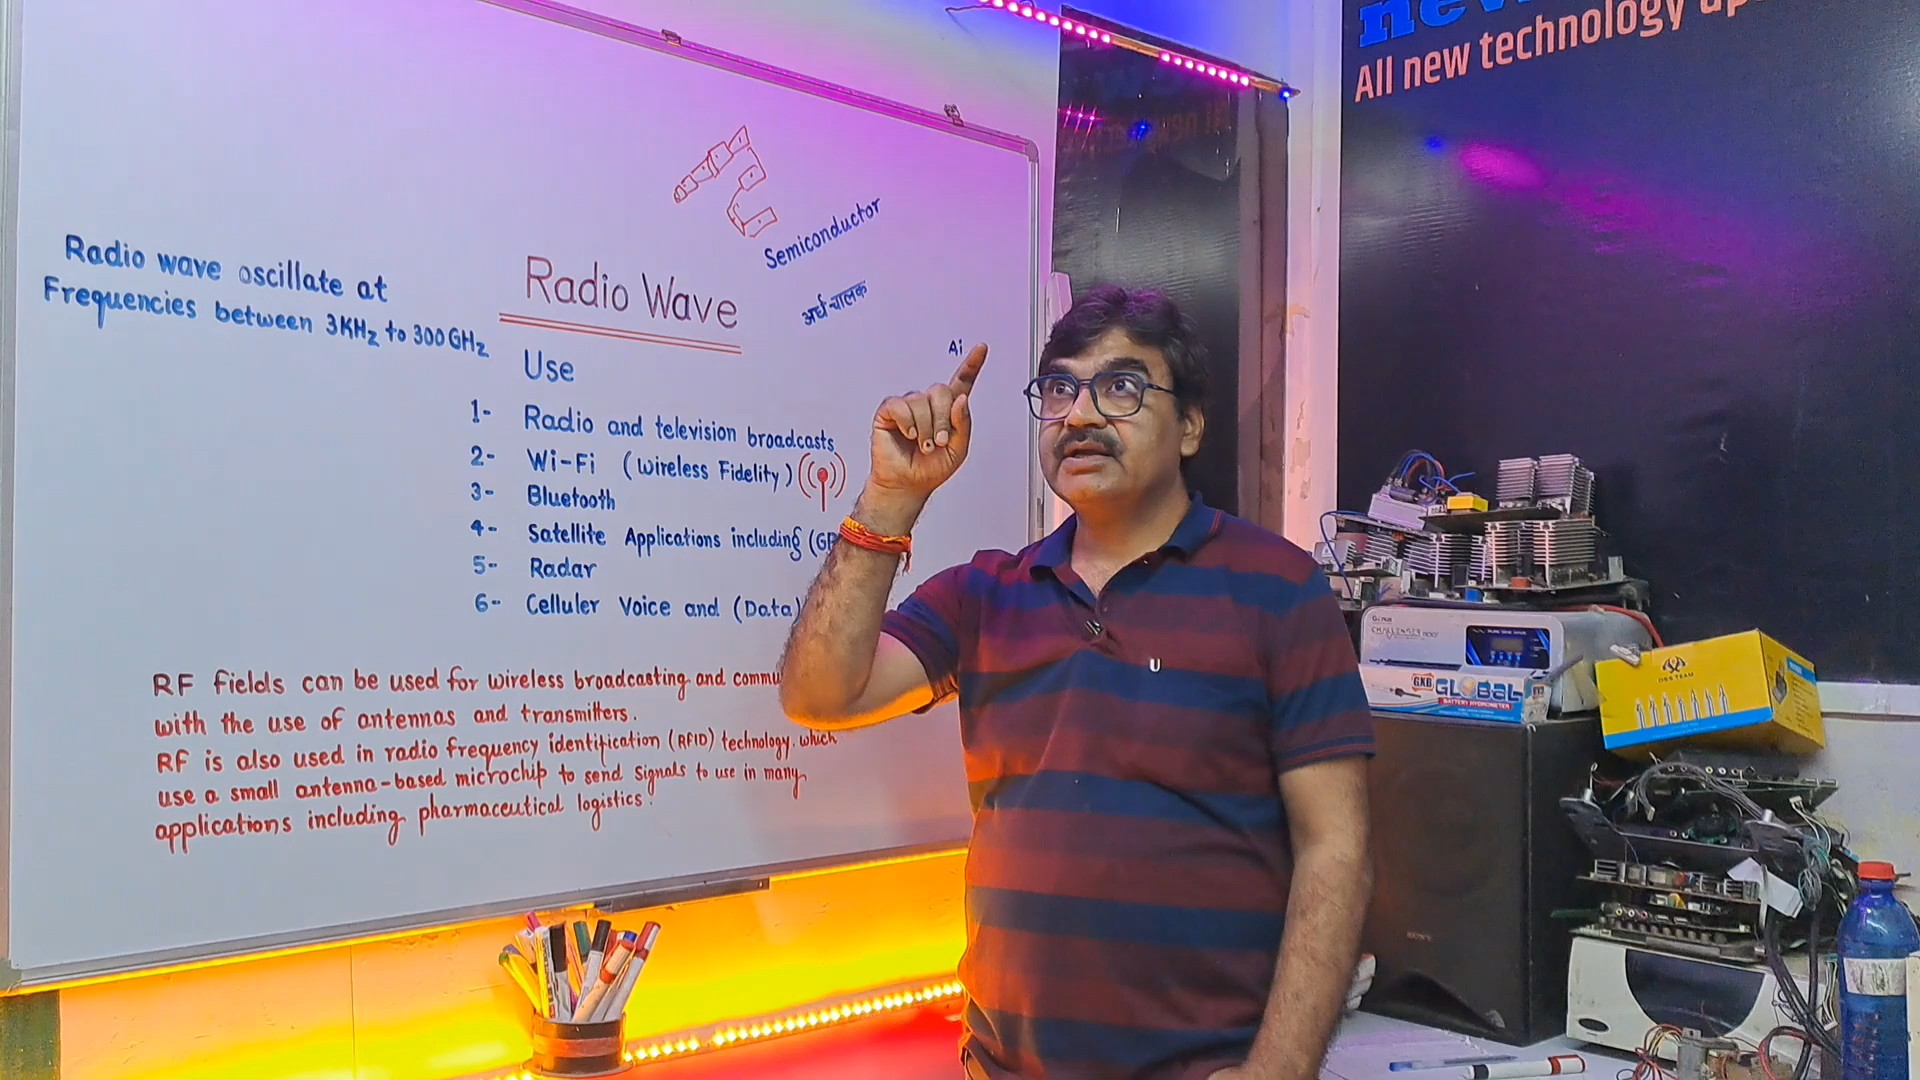 All new technology
Semiconductor
अर्धचालक
Ai
Radio wave oscillate at
Frequencies between 3KHz to 300GHz
Radio Wave
Use
1- Radio and television broadcasts
2- Wi-Fi (Wireless Fidelity)
3- Bluetooth
4- Satellite Applications including
5- Radar
6- Celluler Voice and (Data)
RF fields can be used for wireless broadcasting and
with the use of antennas and transmitters.
RF is also used in radio frequency identification (RFID) technology. which
use a small antenna-based microchip to send signals to use in many
applications including pharmaceutical logistics.
U
GXB
GLOBAL
BATTERY HYDROMETER
SONY